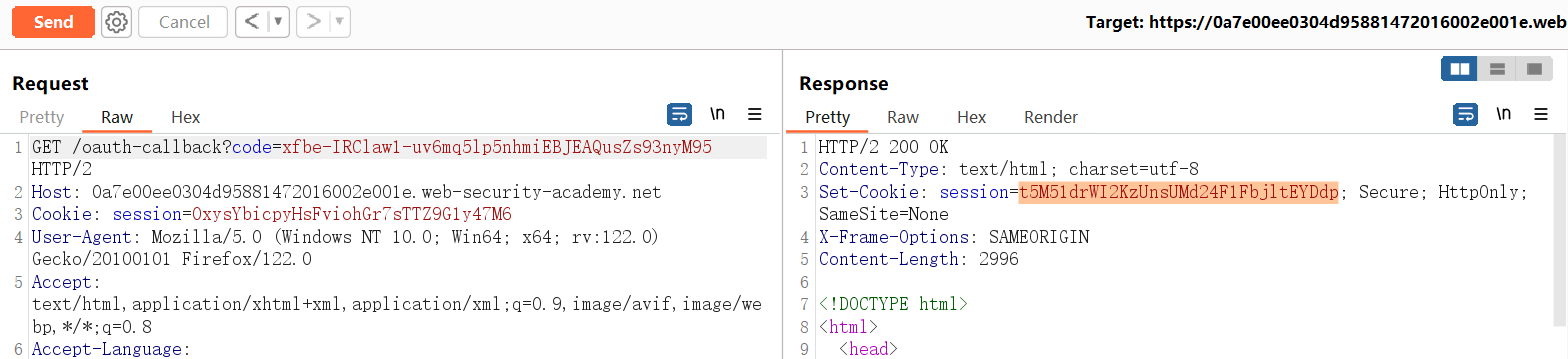 Send
Cancel
< ▼
> ▼
Target: https://0a7e00ee0304d95881472016002e001e.web
Request
Response
Pretty Raw Hex
\n
Pretty Raw Hex Render
\n
1 GET /oauth-callback?code=xfbe-IRClawl-uv6mq5lp5nhmiEBJEAQusZs93nyM95
HTTP/2
2 Host: 0a7e00ee0304d95881472016002e001e.web-security-academy.net
3 Cookie: session=OxysYbicpyHsFviohGr7sTTZ9G1y47M6
4 User-Agent: Mozilla/5.0 (Windows NT 10.0; Win64; x64; rv:122.0)
Gecko/20100101 Firefox/122.0
5 Accept:
text/html,application/xhtml+xml,application/xml;q=0.9,image/avif,image/we
bp,*/*;q=0.8
6 Accept-Language:
1 HTTP/2 200 OK
2 Content-Type: text/html; charset=utf-8
3 Set-Cookie: session=t5M51drWI2KzUnsUMd24F1FbjltEYDdp; Secure; HttpOnly;
SameSite=None
4 X-Frame-Options: SAMEORIGIN
5 Content-Length: 2996
6
7 <!DOCTYPE html>
8 <html>
9 <head>